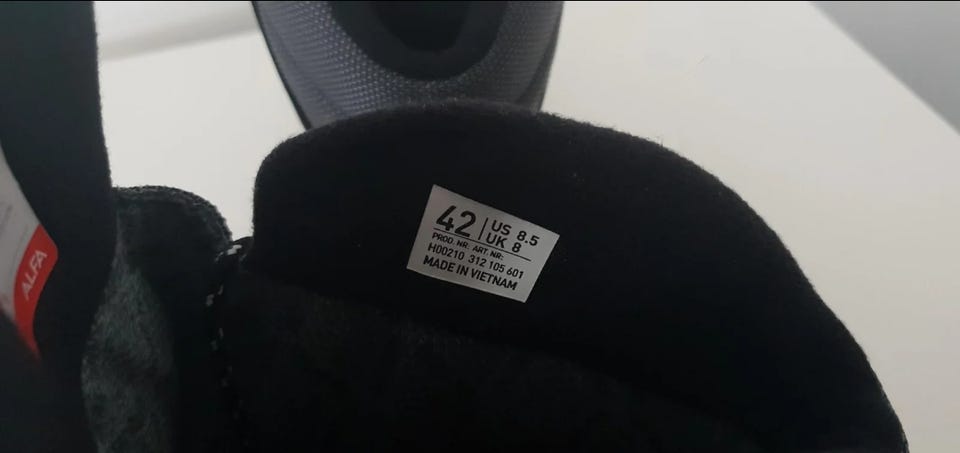 42 | US 8.5
UK 8
PROD. NR. ART. NR:
H00210 312 105 601
MADE IN VIETNAM
ALFA